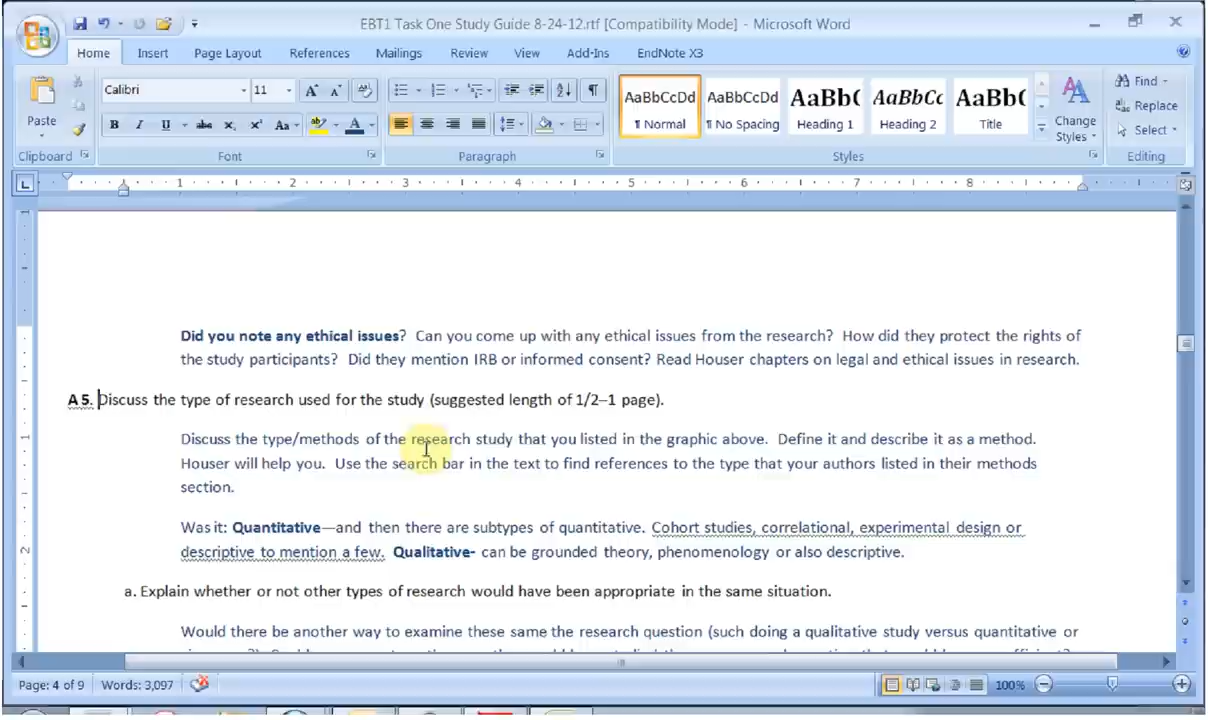 EBT1 Task One Study Guide 8-24-12.rtf [Compatibility Mode] - Microsoft Word
Home Insert Page Layout References Mailings Review View Add-Ins EndNote X3
Paste
Clipboard
Calibri 11
B I U abc x₂ x² Aa
Font
Paragraph
AaBbCcDd AaBbCcDd AaBb( AaBbCc AaBb(
¶ Normal ¶ No Spacing Heading 1 Heading 2 Title
Change
Styles
Styles
Find
Replace
Select
Editing
1 2 3 4 5 6 7 8
Did you note any ethical issues? Can you come up with any ethical issues from the research? How did they protect the rights of
the study participants? Did they mention IRB or informed consent? Read Houser chapters on legal and ethical issues in research.
A5. Discuss the type of research used for the study (suggested length of 1/2–1 page).
Discuss the type/methods of the research study that you listed in the graphic above. Define it and describe it as a method.
Houser will help you. Use the search bar in the text to find references to the type that your authors listed in their methods
section.
Was it: Quantitative—and then there are subtypes of quantitative. Cohort studies, correlational, experimental design or
descriptive to mention a few. Qualitative- can be grounded theory, phenomenology or also descriptive.
a. Explain whether or not other types of research would have been appropriate in the same situation.
Would there be another way to examine these same the research question (such doing a qualitative study versus quantitative or
Page: 4 of 9 Words: 3,097 100%